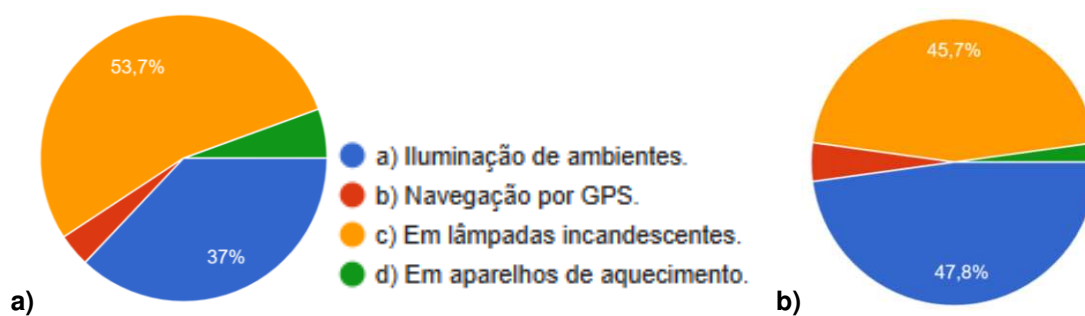 53,7%
37%
a)
a) Iluminação de ambientes.
b) Navegação por GPS.
c) Em lâmpadas incandescentes.
d) Em aparelhos de aquecimento.
45,7%
47,8%
b)